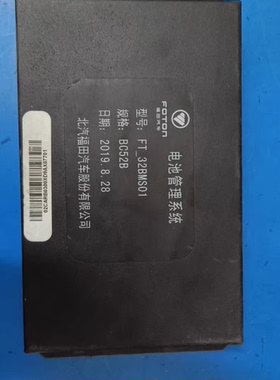 FOTON
福田汽车
电池管理系统
型号: FT_32BMS01
规格: BC52B
日期: 2019.8.28
北汽福田汽车股份有限公司